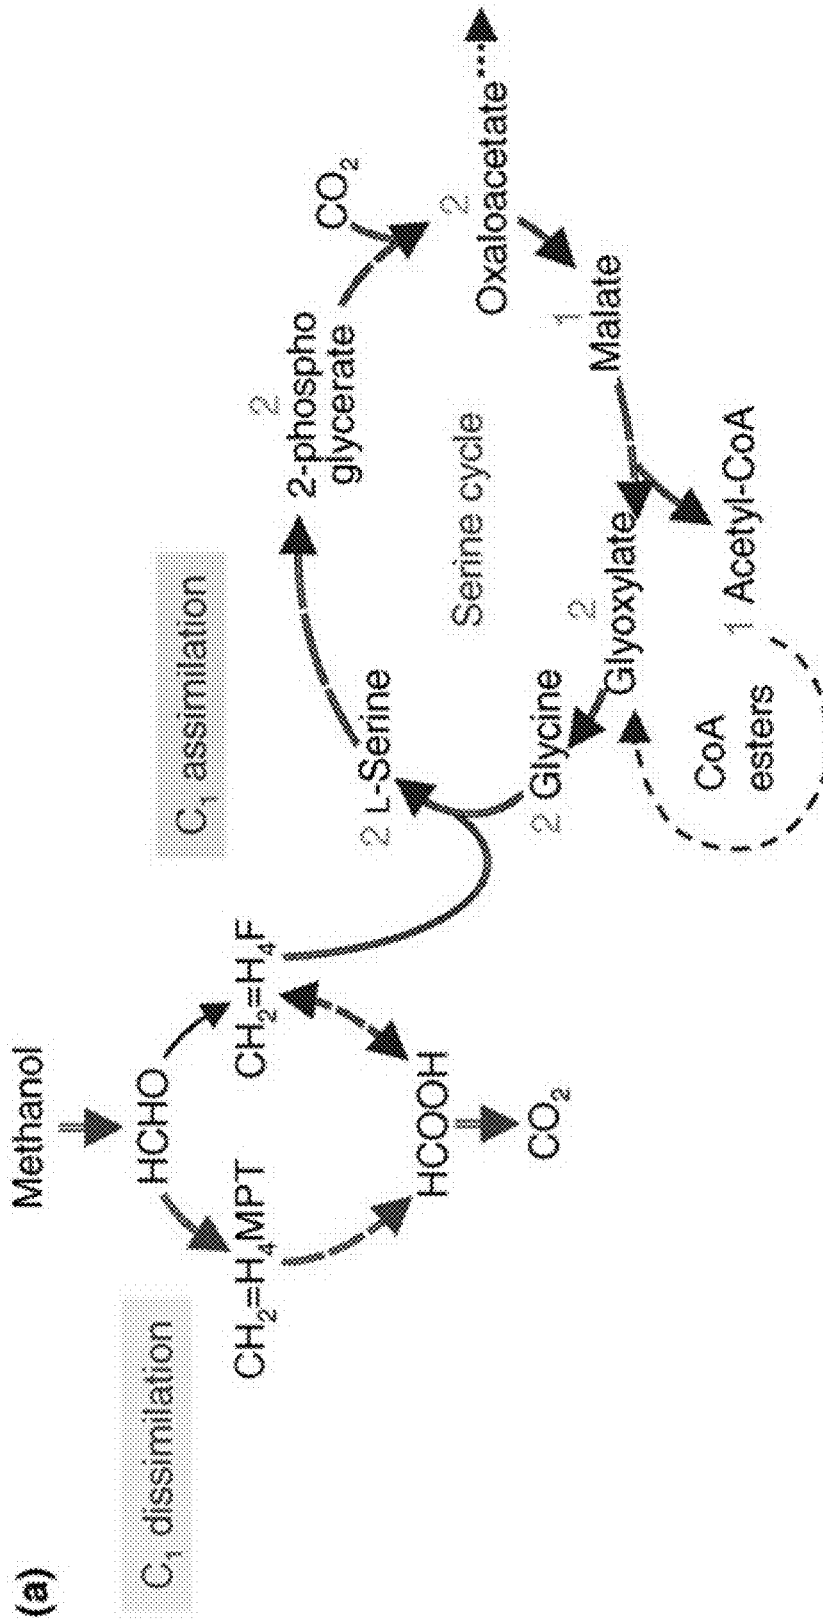 (a)
C₁ dissimilation
Methanol
HCHO
CH₂=H₄MPT
CH₂=H₄F
HCOOH
CO₂
C₁ assimilation
2 L-Serine
2
2-phospho
glycerate
CO₂
2
Oxaloacetate
1
Malate
Serine cycle
2
Glyoxylate
2 Glycine
1 Acetyl-CoA
CoA
esters